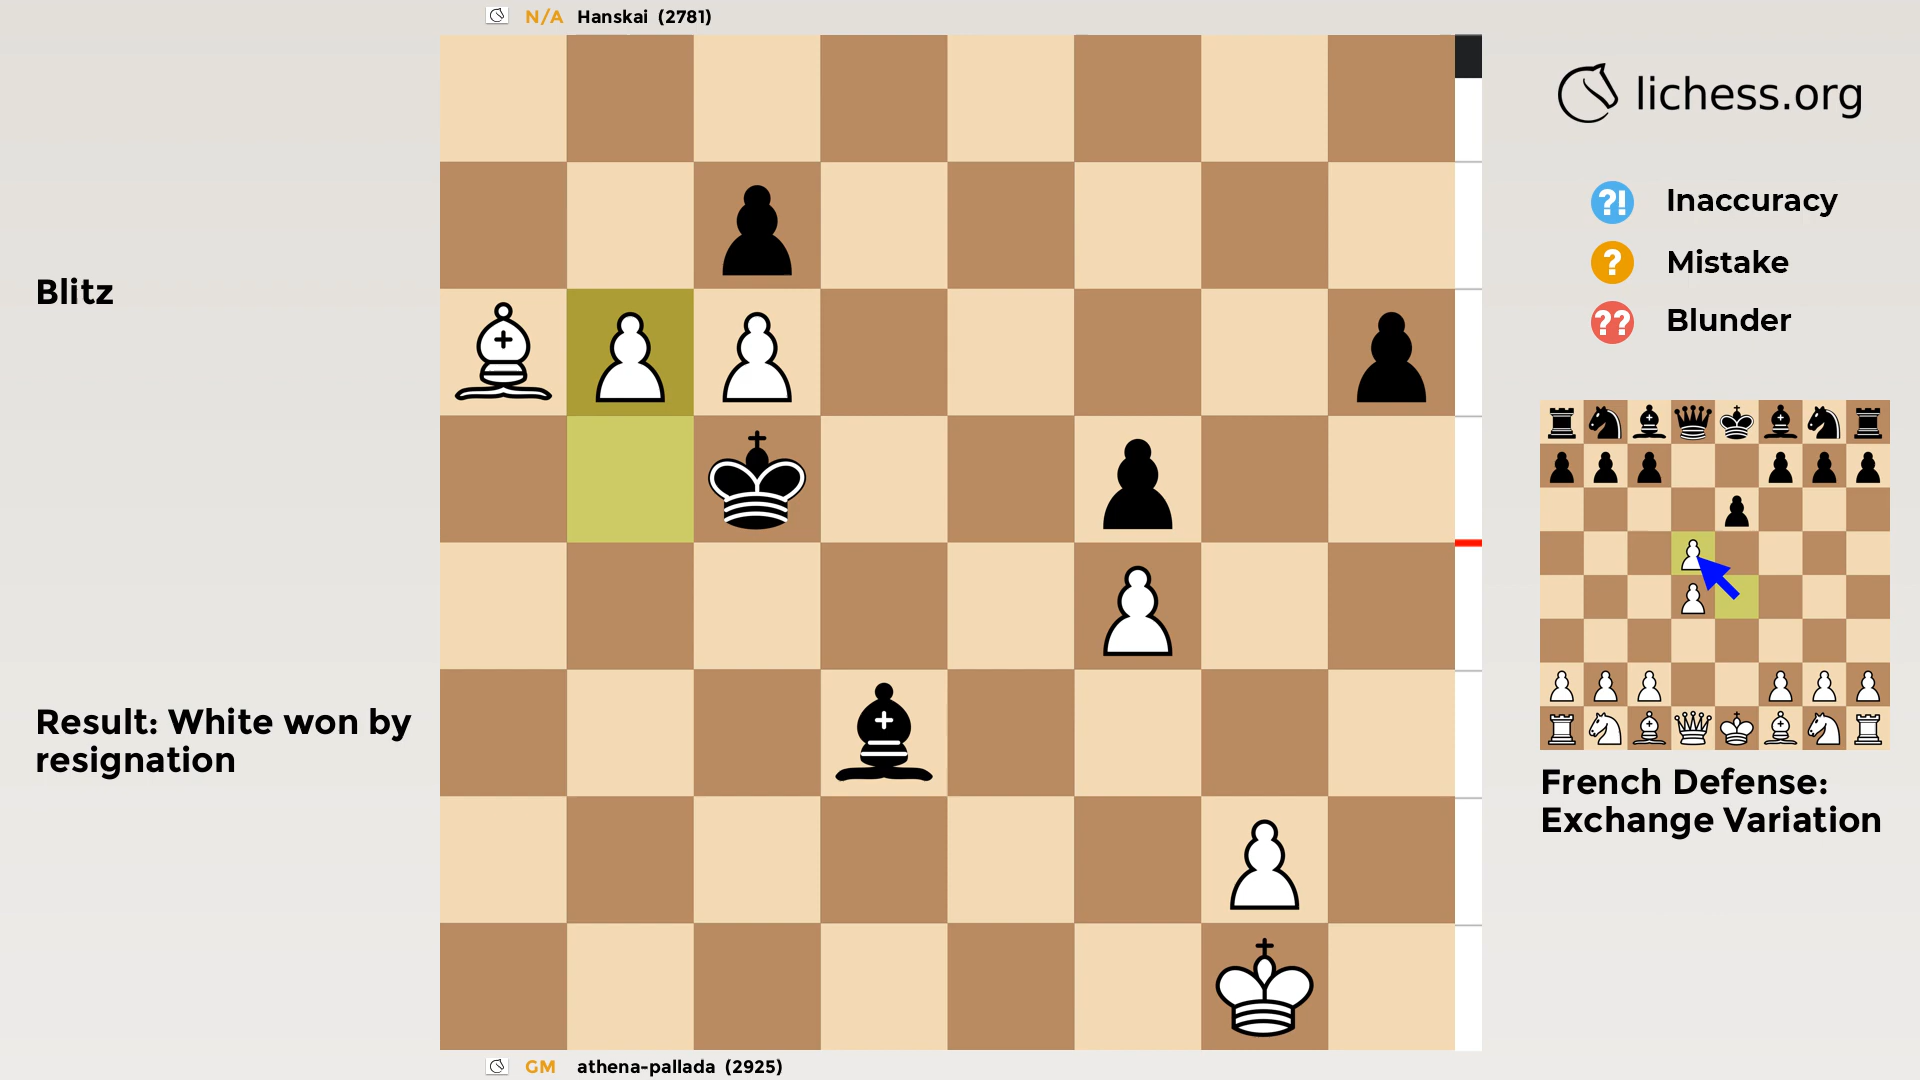 N/A Hanskai (2781)
lichess.org
?! Inaccuracy
? Mistake
?? Blunder
Blitz
Result: White won by
resignation
French Defense:
Exchange Variation
GM athena-pallada (2925)